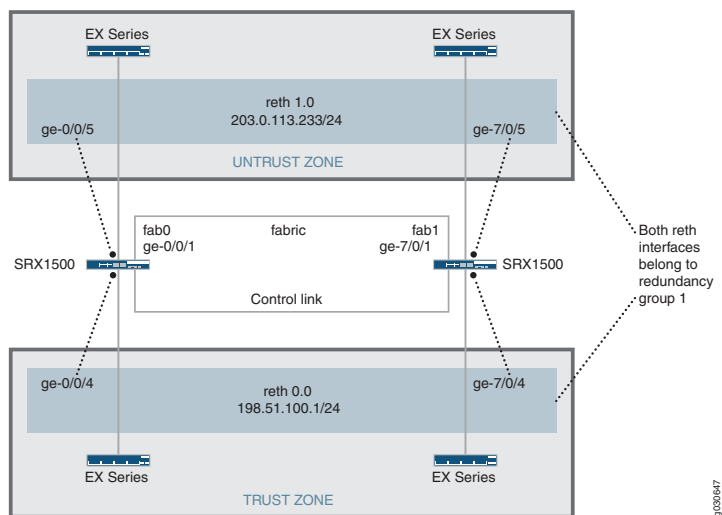 EX Series
EX Series
reth 1.0
203.0.113.233/24
ge-0/0/5
ge-7/0/5
UNTRUST ZONE
fab0
ge-0/0/1
fabric
fab1
ge-7/0/1
SRX1500
SRX1500
Control link
Both reth
interfaces
belong to
redundancy
group 1
ge-0/0/4
ge-7/0/4
reth 0.0
198.51.100.1/24
EX Series
EX Series
TRUST ZONE
g030647